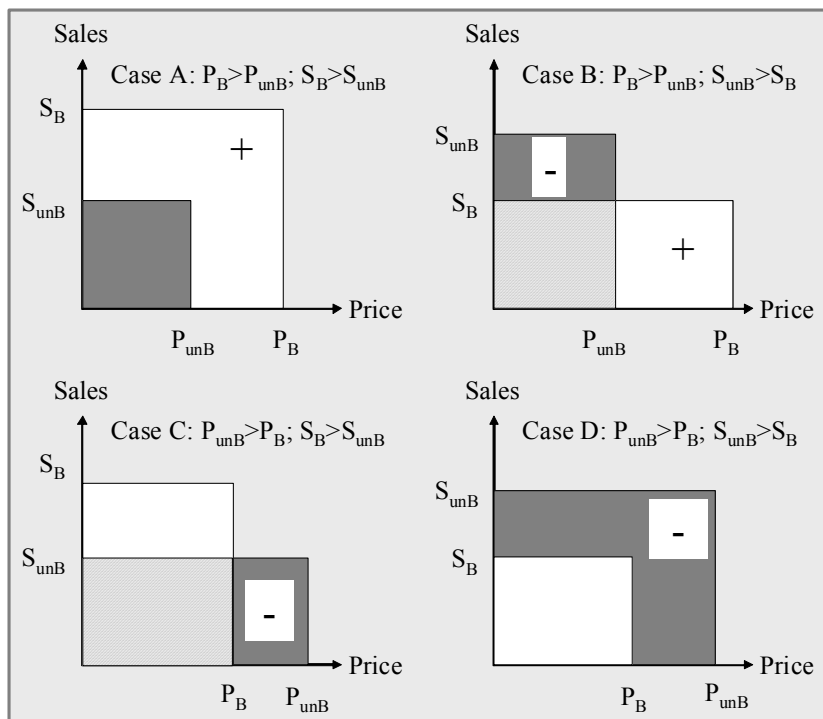 Sales
Case A: P_B>P_unB; S_B>S_unB
S_B
+
S_unB
Price
P_unB
P_B
Sales
Case B: P_B>P_unB; S_unB>S_B
S_unB
-
S_B
+
Price
P_unB
P_B
Sales
Case C: P_unB>P_B; S_B>S_unB
S_B
S_unB
-
Price
P_B
P_unB
Sales
Case D: P_unB>P_B; S_unB>S_B
S_unB
-
S_B
Price
P_B
P_unB